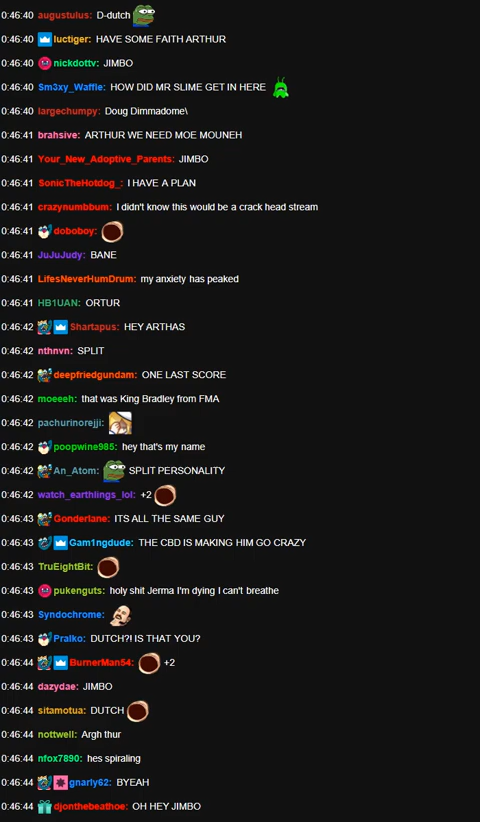 0:46:40 augustulus: D-dutch
0:46:40 luctiger: HAVE SOME FAITH ARTHUR
0:46:40 nickdottv: JIMBO
0:46:40 Sm3xy_Waffle: HOW DID MR SLIME GET IN HERE
0:46:40 largechumpy: Doug Dimmadome\
0:46:41 brahsive: ARTHUR WE NEED MOE MOUNEH
0:46:41 Your_New_Adoptive_Parents: JIMBO
0:46:41 SonicTheHotdog_: I HAVE A PLAN
0:46:41 crazynumbbum: I didn't know this would be a crack head stream
0:46:41 doboboy:
0:46:41 JuJuJudy: BANE
0:46:41 LifesNeverHumDrum: my anxiety has peaked
0:46:41 HB1UAN: ORTUR
0:46:42 Shartapus: HEY ARTHAS
0:46:42 nthnvn: SPLIT
0:46:42 deepfriedgundam: ONE LAST SCORE
0:46:42 moeeeh: that was King Bradley from FMA
0:46:42 pachurinorejji:
0:46:42 poopwine985: hey that's my name
0:46:42 An_Atom: SPLIT PERSONALITY
0:46:42 watch_earthlings_lol: +2
0:46:43 Gonderlane: ITS ALL THE SAME GUY
0:46:43 Gam1ngdude: THE CBD IS MAKING HIM GO CRAZY
0:46:43 TruEightBit:
0:46:43 pukenguts: holy shit Jerma I'm dying I can't breathe
0:46:43 Syndochrome:
0:46:43 Pralko: DUTCH?! IS THAT YOU?
0:46:44 BurnerMan54: +2
0:46:44 dazydae: JIMBO
0:46:44 sitamotua: DUTCH
0:46:44 nottwell: Argh thur
0:46:44 nfox7890: hes spiraling
0:46:44 gnarly62: BYEAH
0:46:44 djonthebeathoe: OH HEY JIMBO